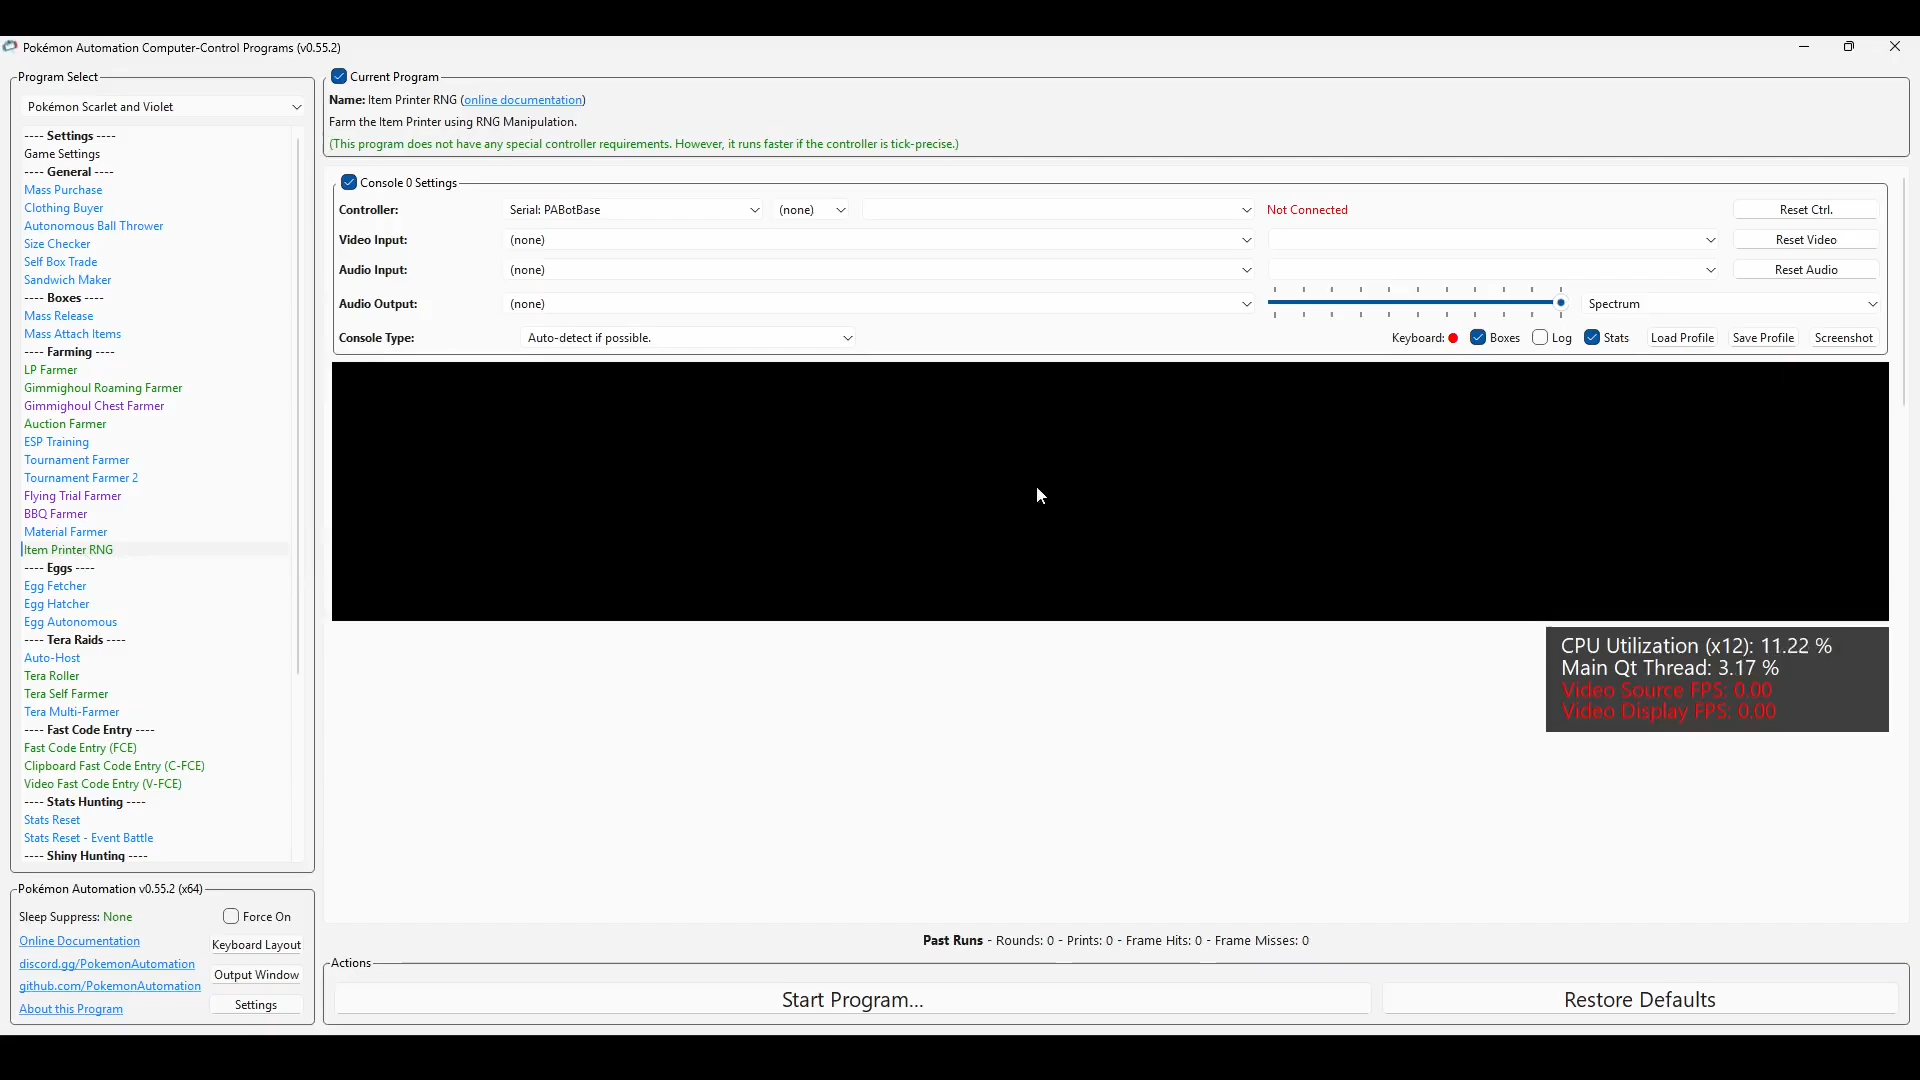 Pokémon Automation Computer-Control Programs (v0.55.2)
Program Select
Pokémon Scarlet and Violet
---- Settings ----
Game Settings
---- General ----
Mass Purchase
Clothing Buyer
Autonomous Ball Thrower
Size Checker
Self Box Trade
Sandwich Maker
---- Boxes ----
Mass Release
Mass Attach Items
---- Farming ----
LP Farmer
Gimmighoul Roaming Farmer
Gimmighoul Chest Farmer
Auction Farmer
ESP Training
Tournament Farmer
Tournament Farmer 2
Flying Trial Farmer
BBQ Farmer
Material Farmer
Item Printer RNG
---- Eggs ----
Egg Fetcher
Egg Hatcher
Egg Autonomous
---- Tera Raids ----
Auto-Host
Tera Roller
Tera Self Farmer
Tera Multi-Farmer
---- Fast Code Entry ----
Fast Code Entry (FCE)
Clipboard Fast Code Entry (C-FCE)
Video Fast Code Entry (V-FCE)
---- Stats Hunting ----
Stats Reset
Stats Reset - Event Battle
---- Shiny Hunting ----
Pokémon Automation v0.55.2 (x64)
Sleep Suppress: None Force On
Online Documentation Keyboard Layout
discord.gg/PokemonAutomation Output Window
github.com/PokemonAutomation
About this Program Settings
Current Program
Name: Item Printer RNG (online documentation)
Farm the Item Printer using RNG Manipulation.
(This program does not have any special controller requirements. However, it runs faster if the controller is tick-precise.)
Console 0 Settings
Controller: Serial: PABotBase (none) Not Connected Reset Ctrl.
Video Input: (none) Reset Video
Audio Input: (none) Reset Audio
Audio Output: (none) Spectrum
Console Type: Auto-detect if possible. Keyboard: Boxes Log Stats Load Profile Save Profile Screenshot
CPU Utilization (x12): 11.22 %
Main Qt Thread: 3.17 %
Video Source FPS: 0.00
Video Display FPS: 0.00
Past Runs - Rounds: 0 - Prints: 0 - Frame Hits: 0 - Frame Misses: 0
Actions
Start Program... Restore Defaults